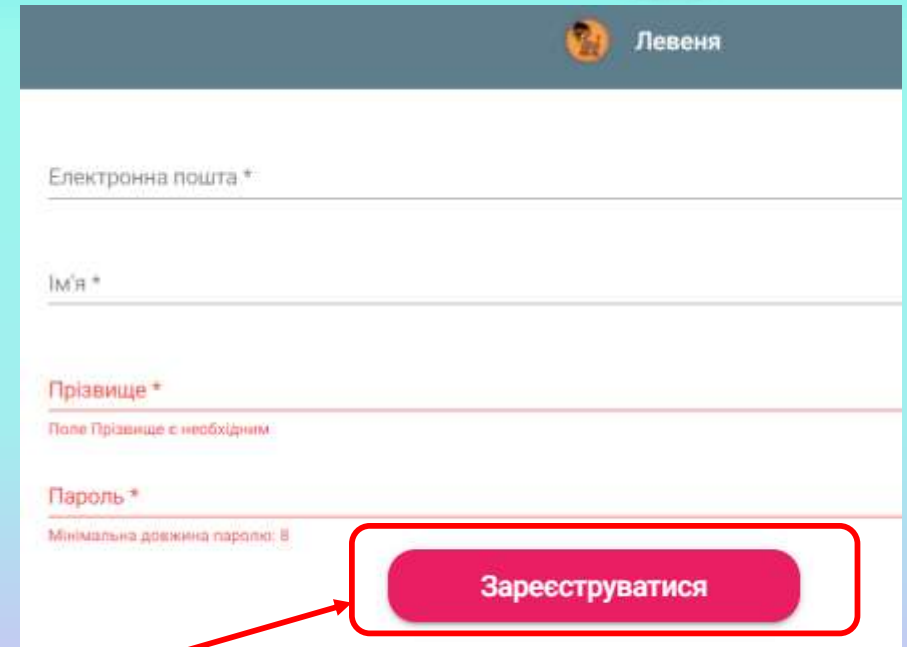 Левеня
Електронна пошта *
Ім'я *
Прізвище *
Поле Прізвище є необхідним
Пароль *
Мінімальна довжина паролю: 8
Зареєструватися